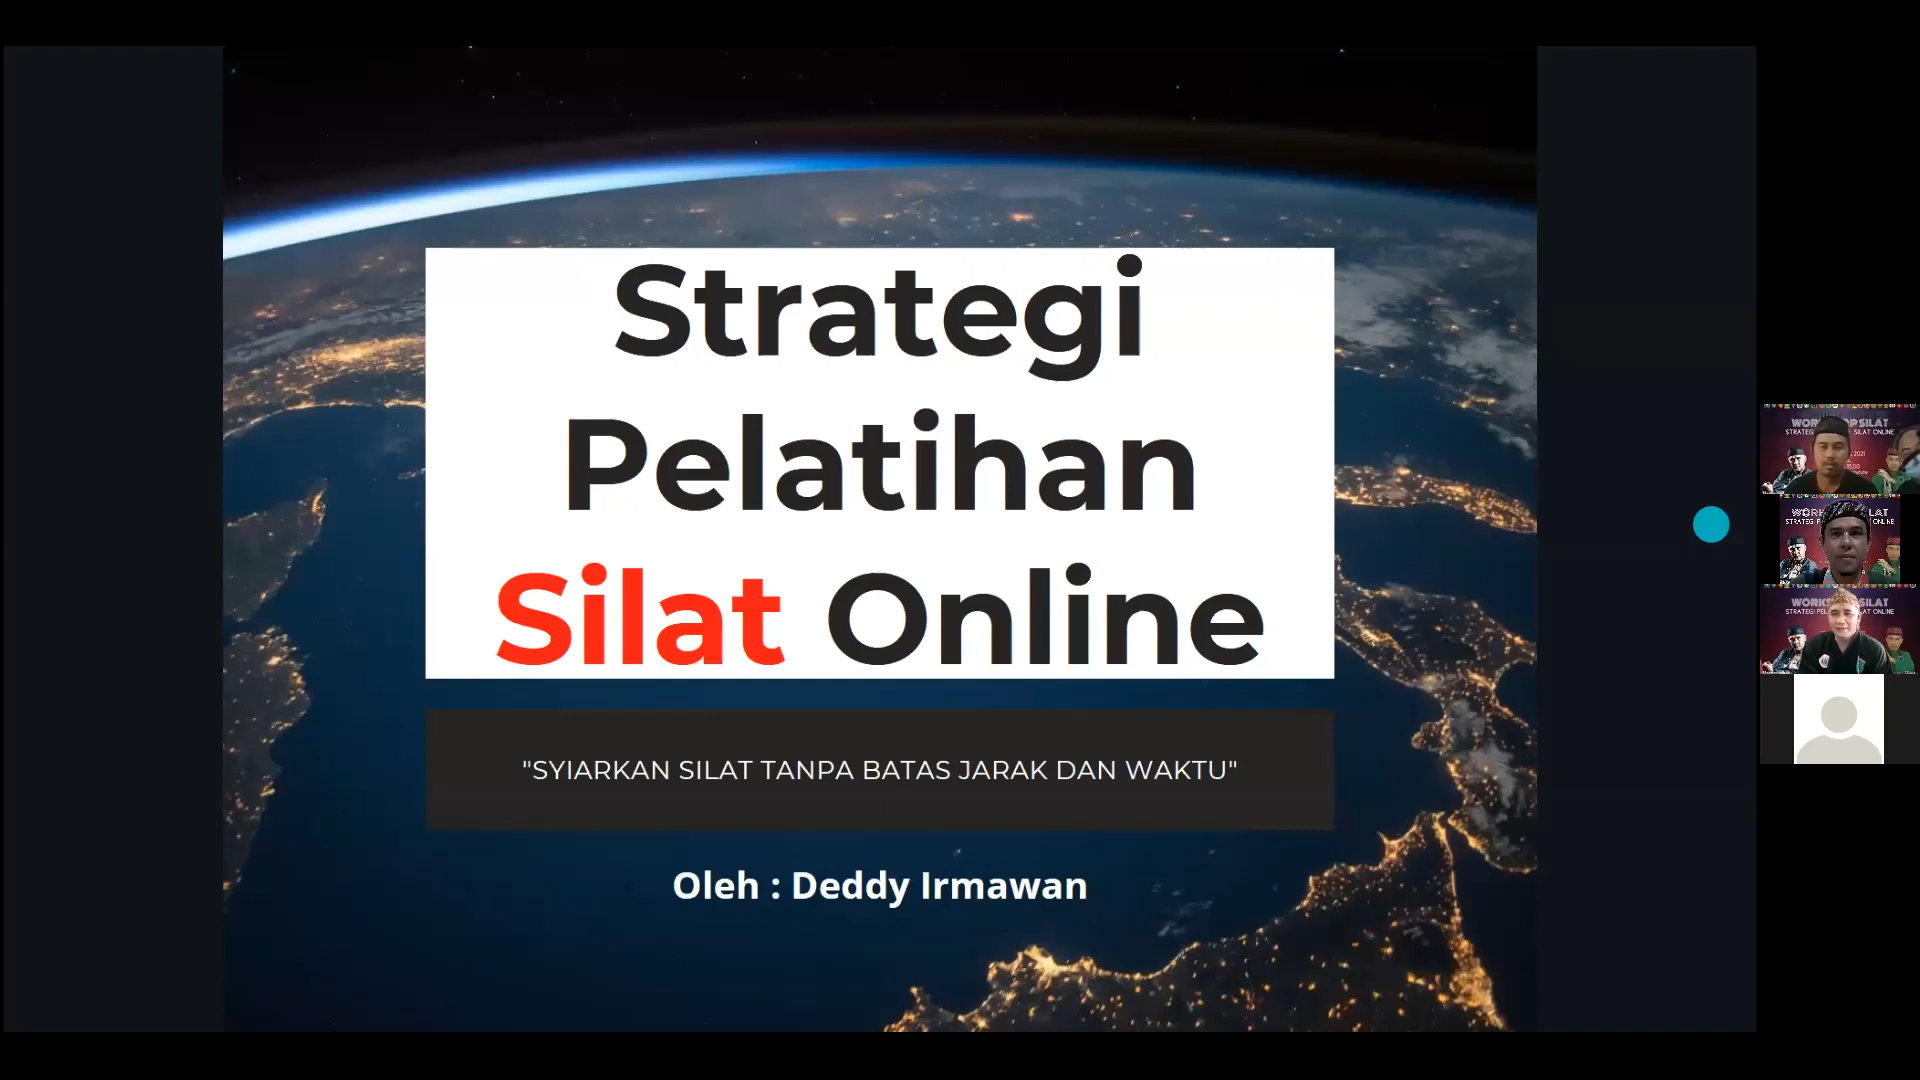 Strategi
Pelatihan
Silat Online
"SYIARKAN SILAT TANPA BATAS JARAK DAN WAKTU"
Oleh : Deddy Irmawan